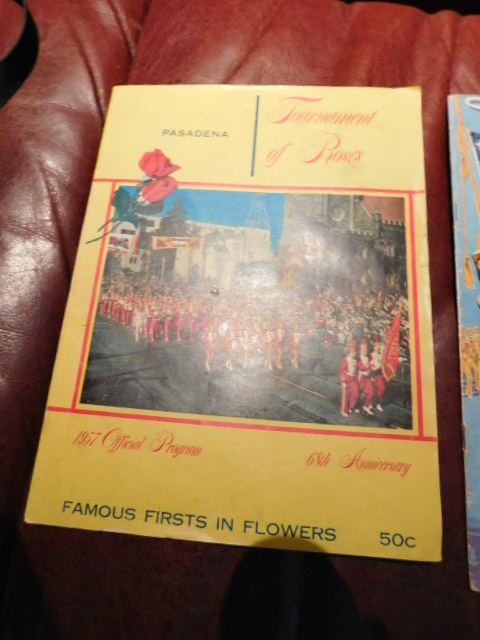 PASADENA
Tournament
of Roses
1957 Official Program
68th Anniversary
FAMOUS FIRSTS IN FLOWERS
50c